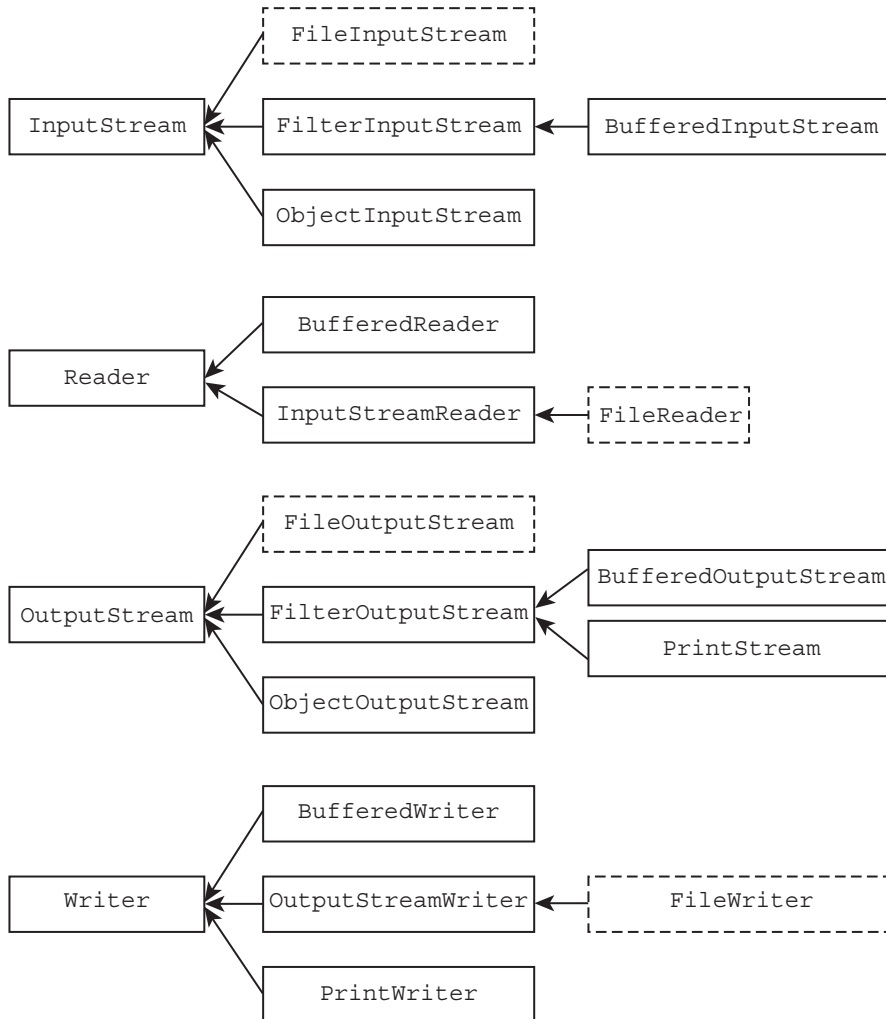 FileInputStream
InputStream
FilterInputStream
BufferedInputStream
ObjectInputStream
BufferedReader
Reader
InputStreamReader
FileReader
FileOutputStream
BufferedOutputStream
OutputStream
FilterOutputStream
PrintStream
ObjectOutputStream
BufferedWriter
Writer
OutputStreamWriter
FileWriter
PrintWriter